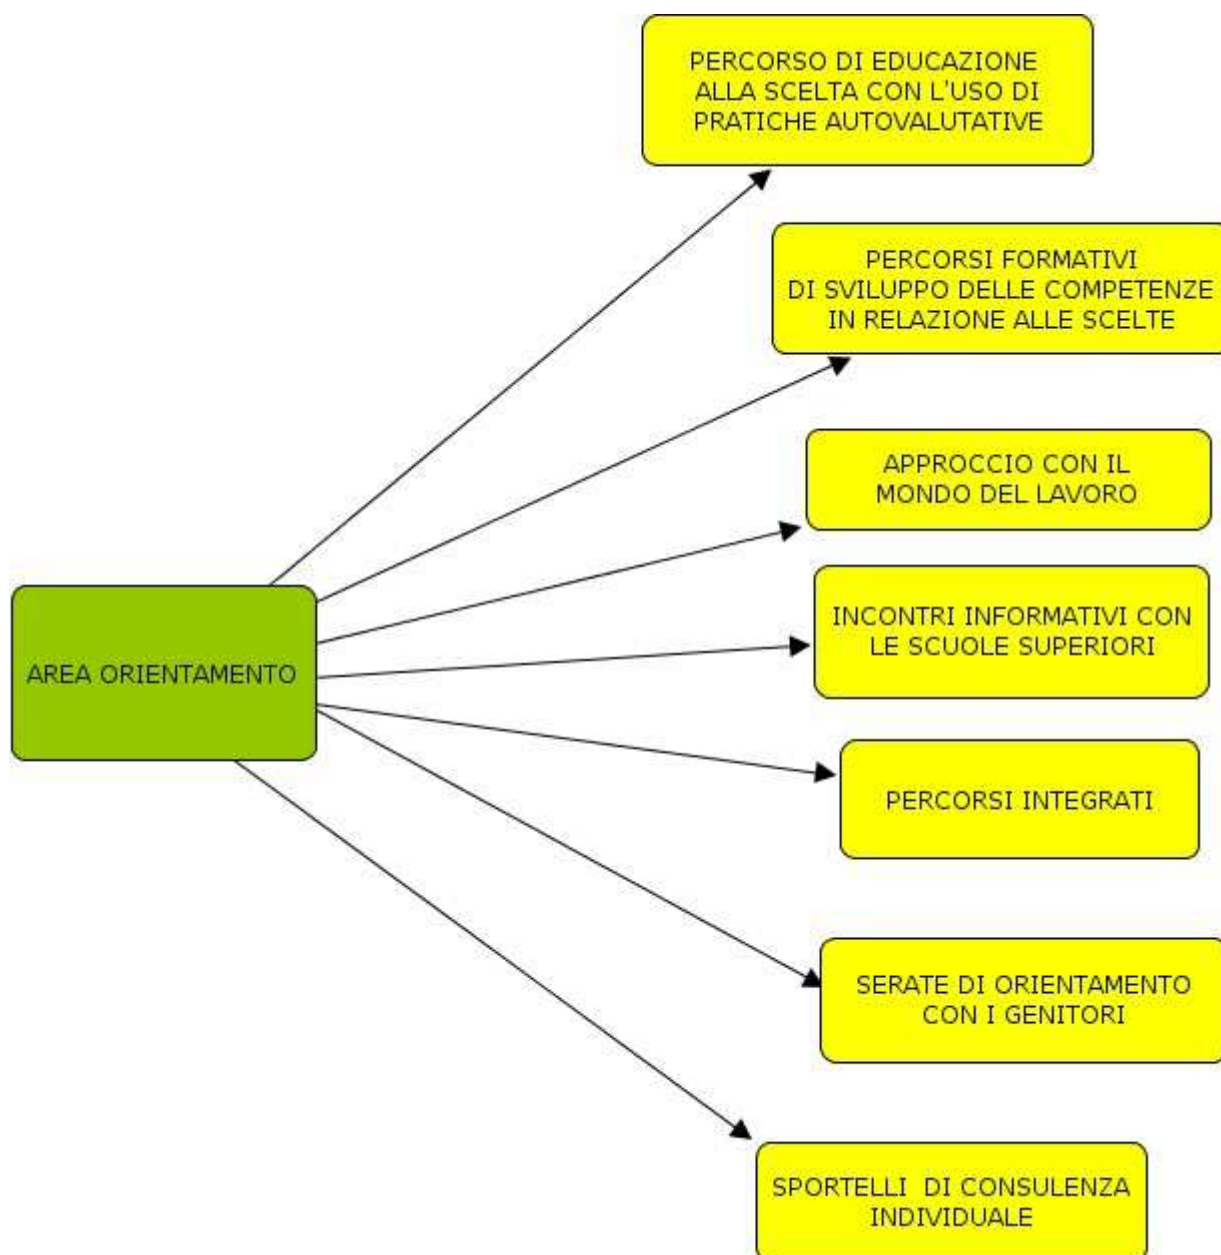 PERCORSO DI EDUCAZIONE
ALLA SCELTA CON L'USO DI
PRATICHE AUTOVALUTATIVE
PERCORSI FORMATIVI
DI SVILUPPO DELLE COMPETENZE
IN RELAZIONE ALLE SCELTE
APPROCCIO CON IL
MONDO DEL LAVORO
INCONTRI INFORMATIVI CON
LE SCUOLE SUPERIORI
AREA ORIENTAMENTO
PERCORSI INTEGRATI
SERATE DI ORIENTAMENTO
CON I GENITORI
SPORTELLI DI CONSULENZA
INDIVIDUALE